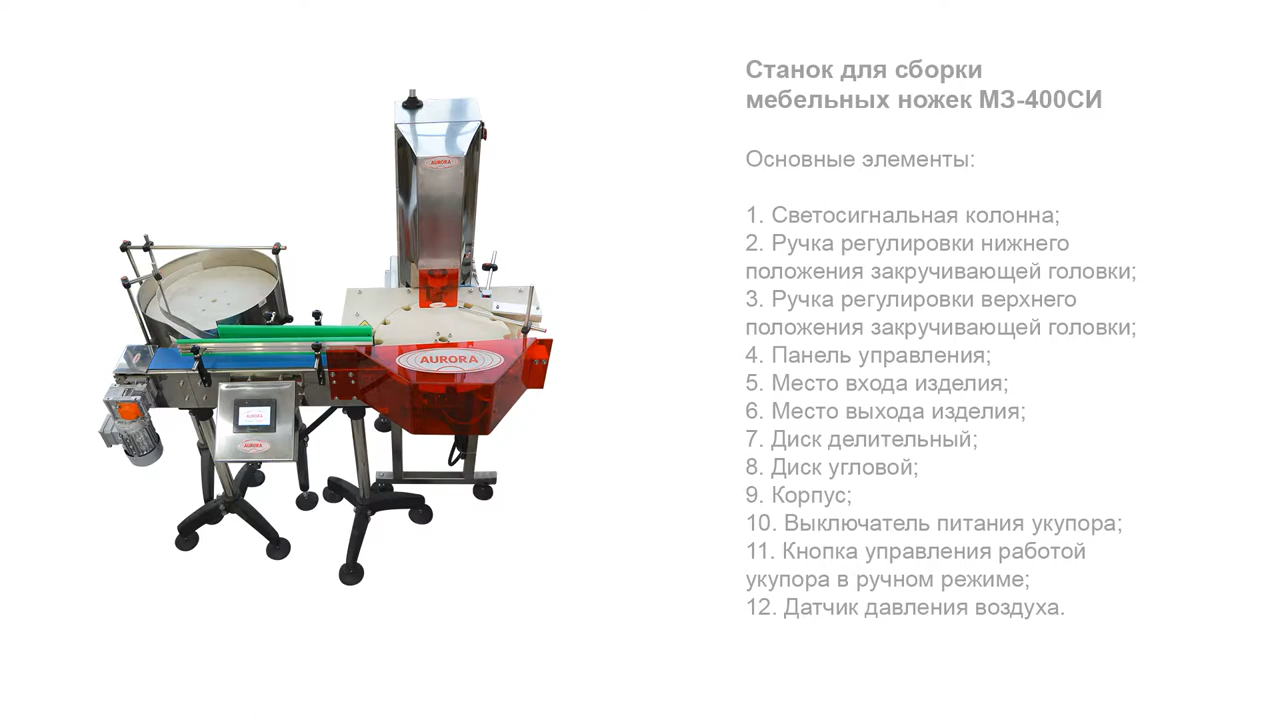 Станок для сборки
мебельных ножек МЗ-400СИ
Основные элементы:
1. Светосигнальная колонна;
2. Ручка регулировки нижнего
положения закручивающей головки;
3. Ручка регулировки верхнего
положения закручивающей головки;
4. Панель управления;
5. Место входа изделия;
6. Место выхода изделия;
7. Диск делительный;
8. Диск угловой;
9. Корпус;
10. Выключатель питания укупора;
11. Кнопка управления работой
укупора в ручном режиме;
12. Датчик давления воздуха.
AURORA
AURORA
AURORA
AURORA